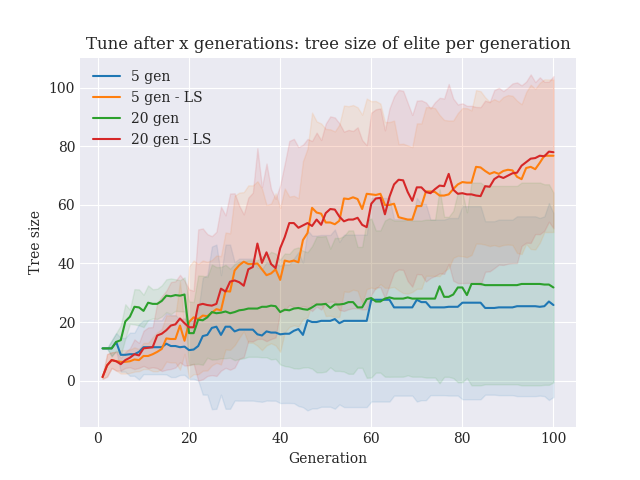 Tune after x generations: tree size of elite per generation
5 gen
5 gen - LS
20 gen
20 gen - LS
Tree size
100
80
60
40
20
0
0 20 40 60 80 100
Generation